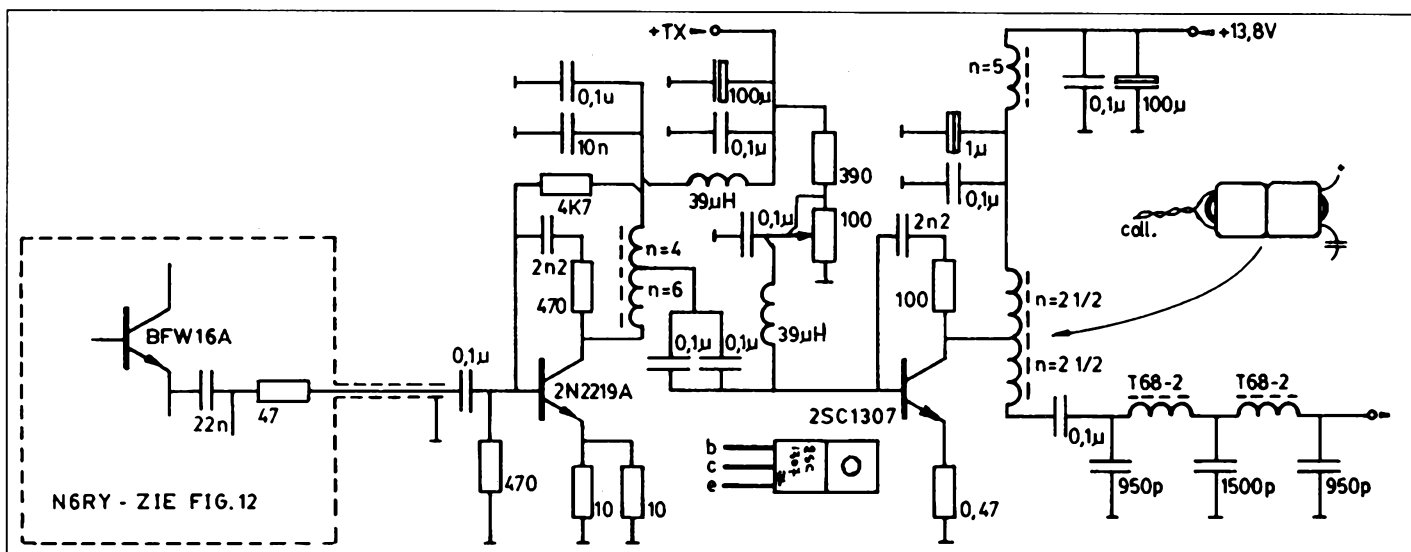 +TX
+13,8V
n=5
0,1u
100µ
0,1µ
100µ
10n
0,1µ
1µ
390
4K7
39µH
0,1µ
100
0,1µ
2n2
coll.
2n2
n=4
470
n=6
100
n=2 1/2
BFW16A
39µH
0,1µ
0,1µ
0,1µ
n=2 1/2
2N2219A
T68-2
T68-2
22n
47
2SC1307
0,1µ
b
c
e
2SC
1307
470
950p
1500p
950p
N6RY - ZIE FIG.12
10
10
0,47